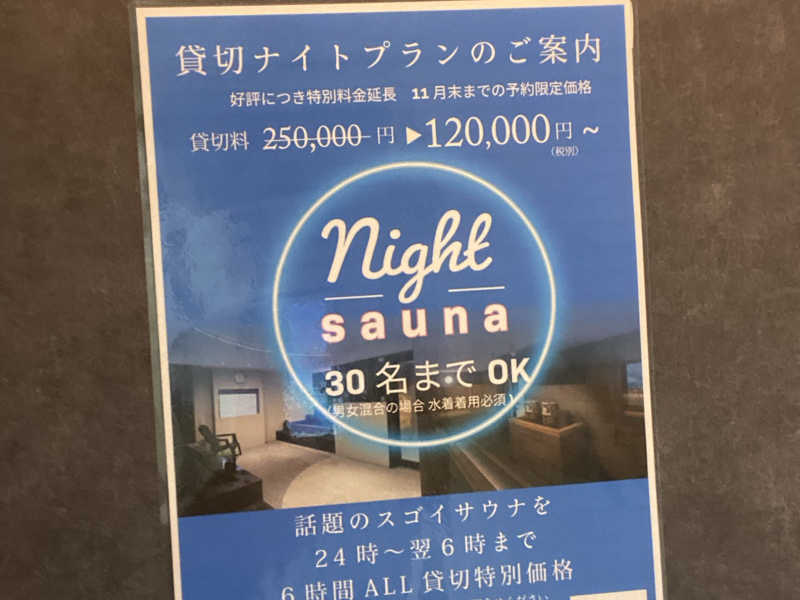 貸切ナイトプランのご案内
好評につき特別料金延長 11月末までの予約限定価格
貸切料 250,000円 ▶120,000円~
(税別)
Night
sauna
30名までOK
(男女混合の場合 水着着用必須)
話題のスゴイサウナを
24時~翌6時まで
6時間ALL貸切特別価格